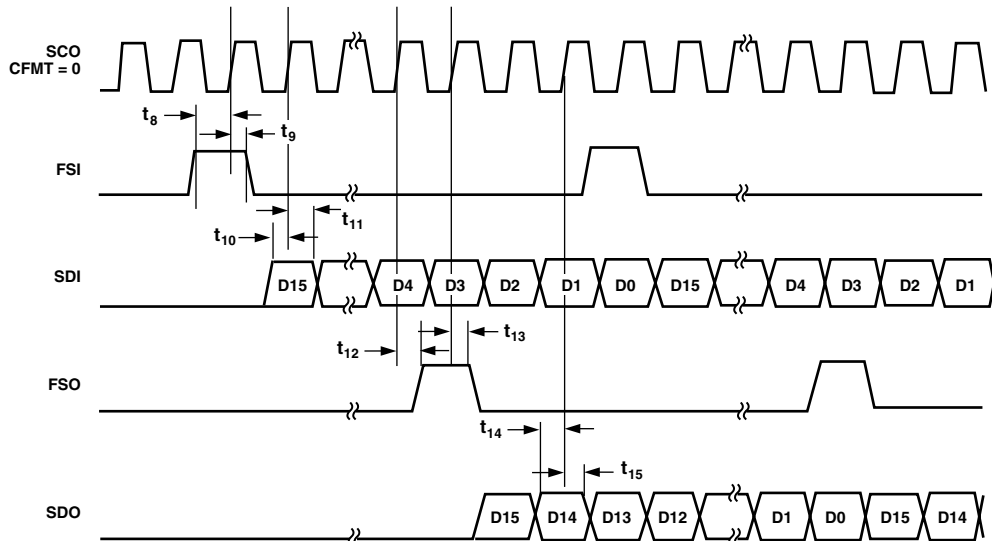 SCO
CFMT = 0
t8
t9
FSI
t10
t11
SDI
D15 D4 D3 D2 D1 D0 D15 D4 D3 D2 D1
t12
t13
FSO
t14
t15
SDO
D15 D14 D13 D12 D1 D0 D15 D14